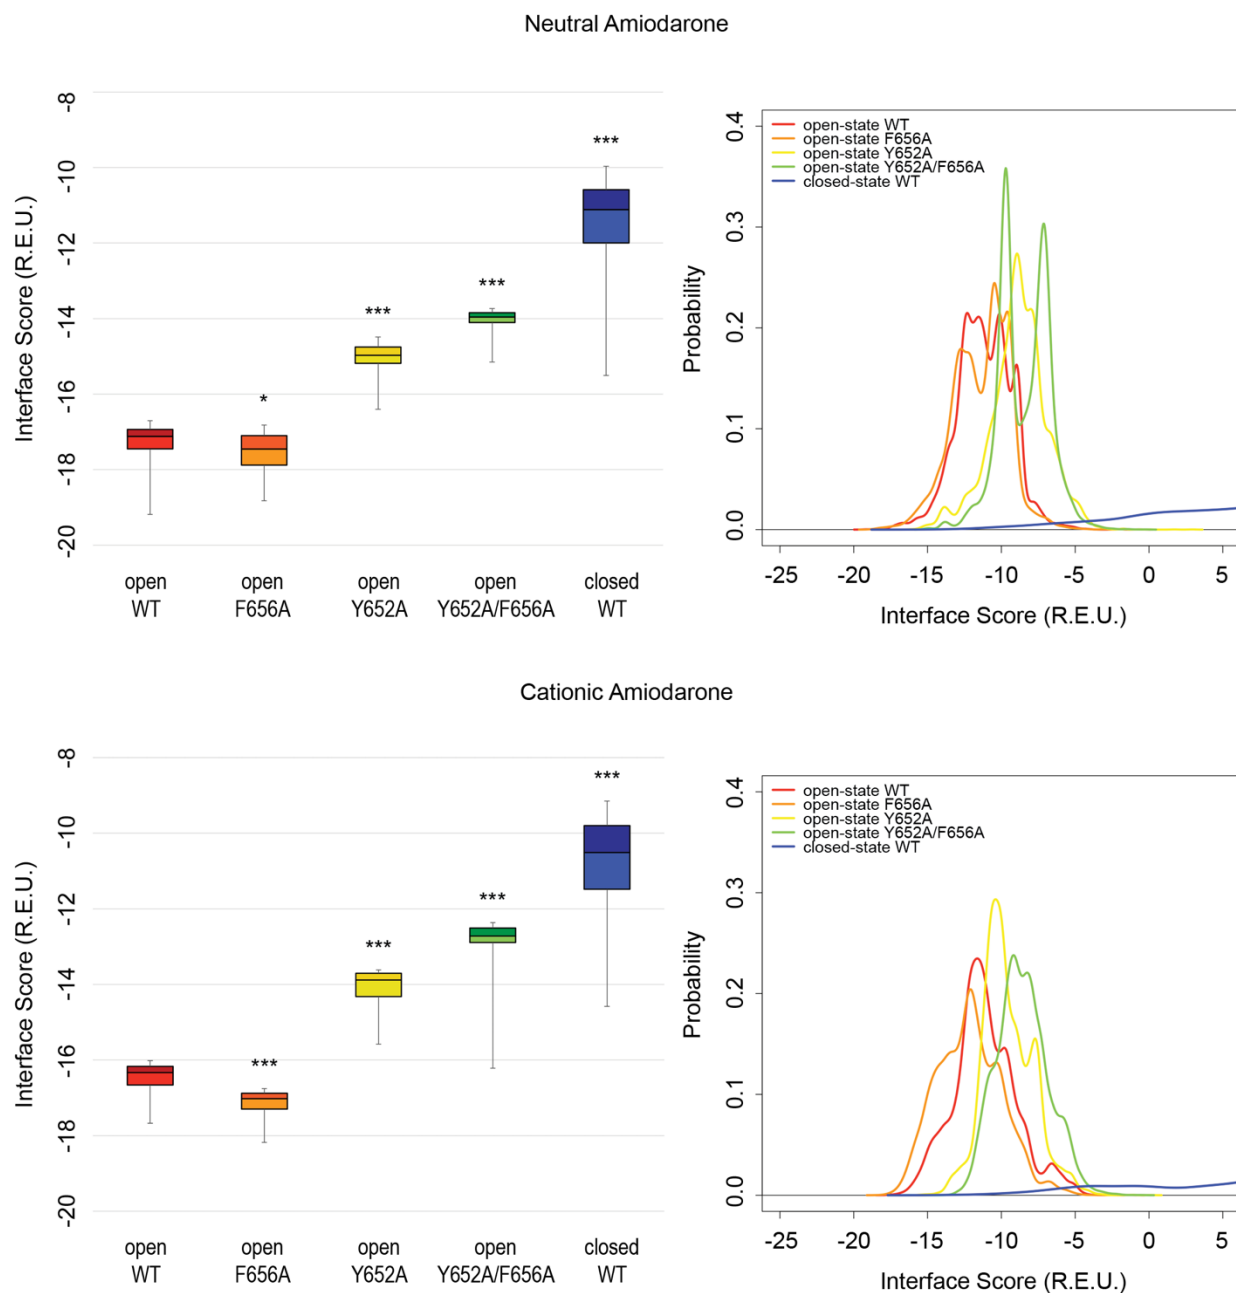 Neutral Amiodarone
Interface Score (R.E.U.)
-8
-10
-12
-14
-16
-18
-20
*
***
***
***
open WT
open F656A
open Y652A
open Y652A/F656A
closed WT
Probability
0.4
0.3
0.2
0.1
0.0
open-state WT
open-state F656A
open-state Y652A
open-state Y652A/F656A
closed-state WT
-25 -20 -15 -10 -5 0 5
Interface Score (R.E.U.)
Cationic Amiodarone
Interface Score (R.E.U.)
-8
-10
-12
-14
-16
-18
-20
***
***
***
***
open WT
open F656A
open Y652A
open Y652A/F656A
closed WT
Probability
0.4
0.3
0.2
0.1
0.0
open-state WT
open-state F656A
open-state Y652A
open-state Y652A/F656A
closed-state WT
-25 -20 -15 -10 -5 0 5
Interface Score (R.E.U.)